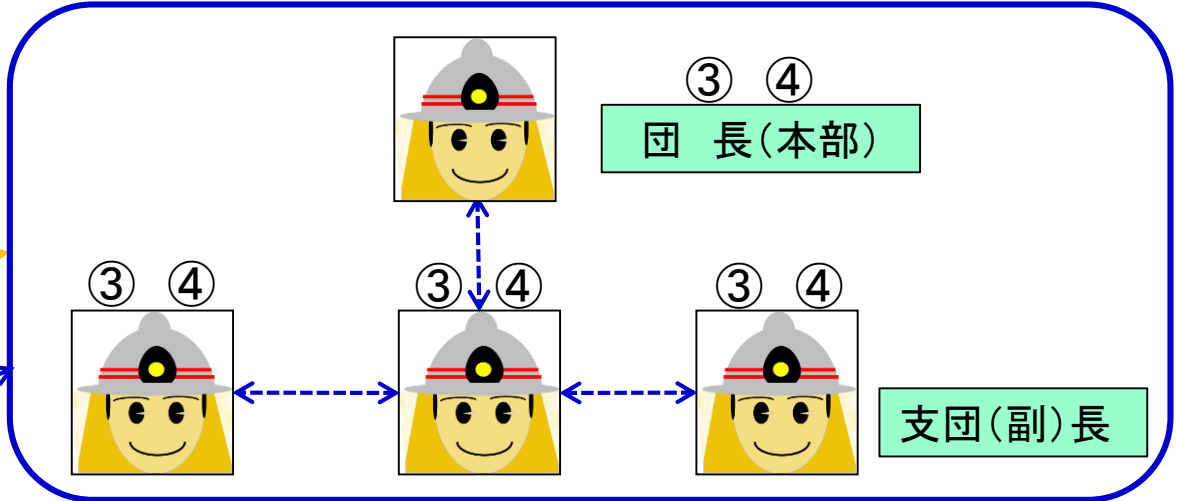 ③ ④
団 長(本部)
③ ④ ③ ④ ③ ④
支団(副)長